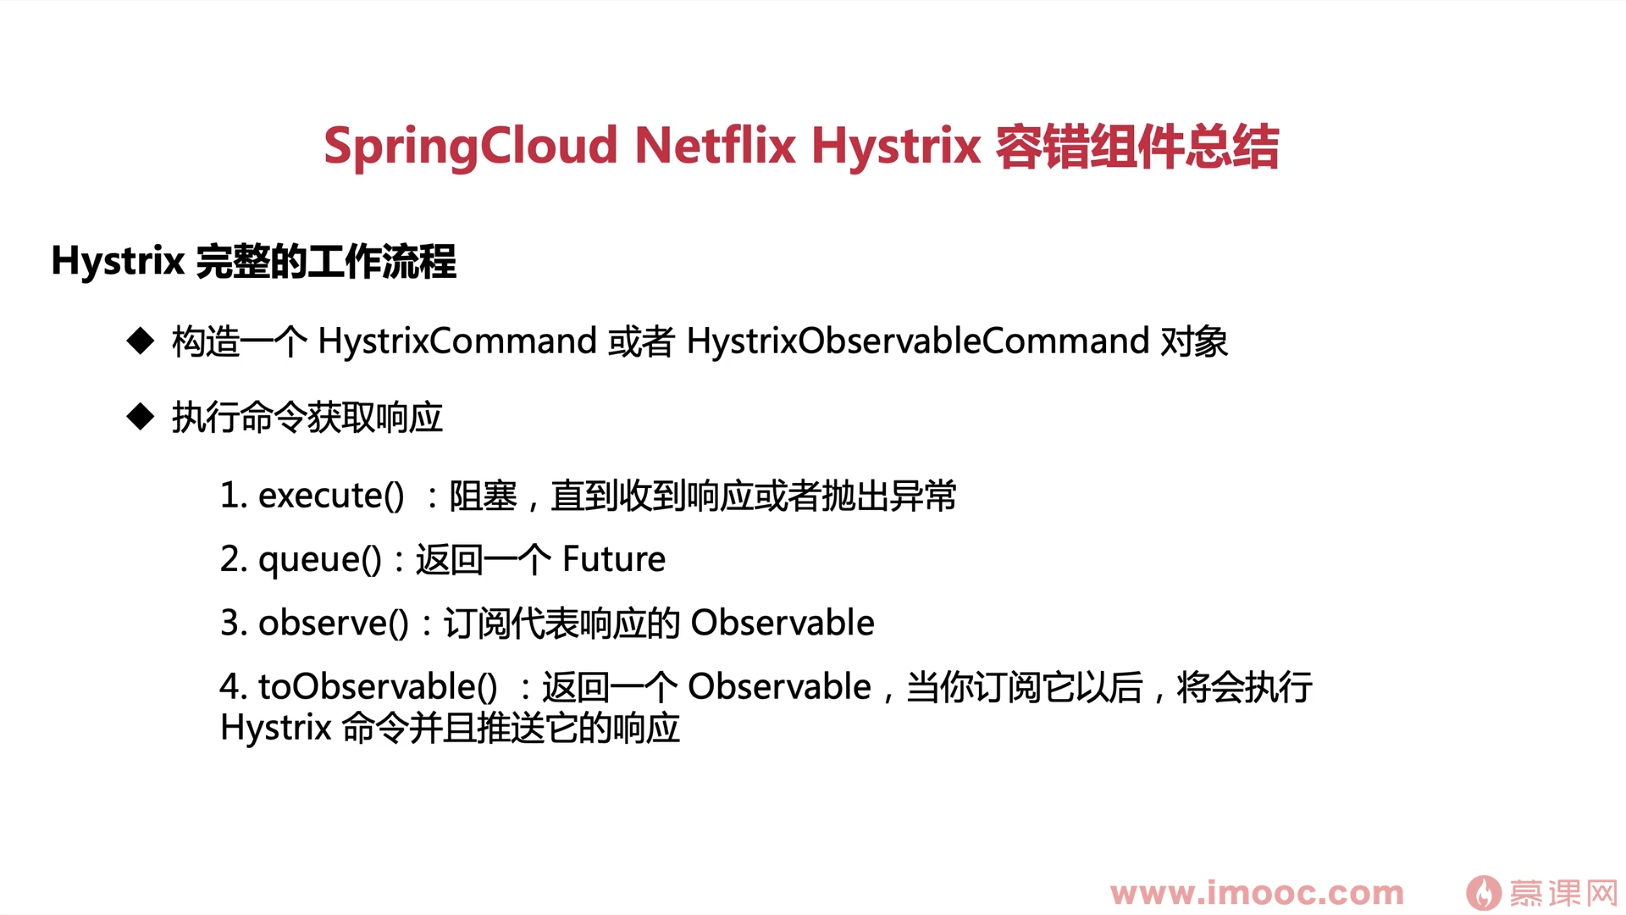 SpringCloud Netflix Hystrix 容错组件总结
Hystrix 完整的工作流程
◆ 构造一个 HystrixCommand 或者 HystrixObservableCommand 对象
◆ 执行命令获取响应
1. execute() ：阻塞，直到收到响应或者抛出异常
2. queue()：返回一个 Future
3. observe()：订阅代表响应的 Observable
4. toObservable() ：返回一个 Observable，当你订阅它以后，将会执行
Hystrix 命令并且推送它的响应
www.imooc.com 慕课网